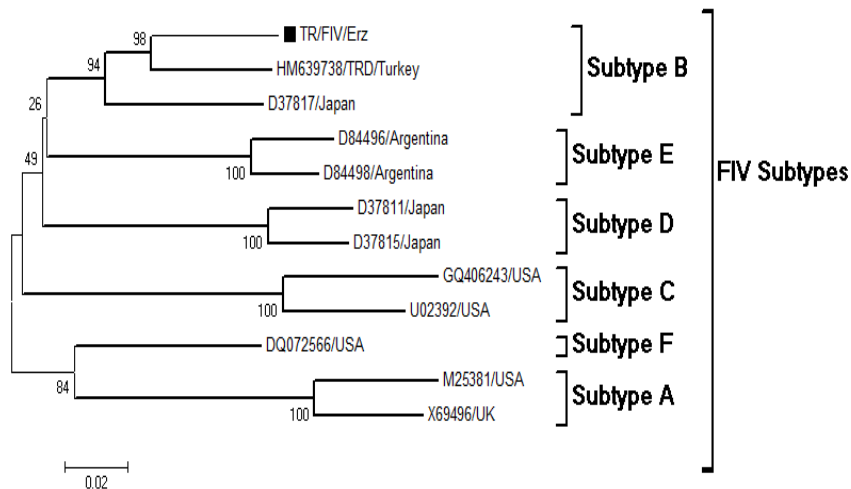 98
TR/FIV/Erz
94
HM639738/TRD/Turkey
Subtype B
26
D37817/Japan
D84496/Argentina
Subtype E
49
100
D84498/Argentina
FIV Subtypes
D37811/Japan
Subtype D
100
D37815/Japan
GQ406243/USA
Subtype C
100
U02392/USA
DQ072566/USA
Subtype F
84
M25381/USA
Subtype A
100
X69496/UK
0.02